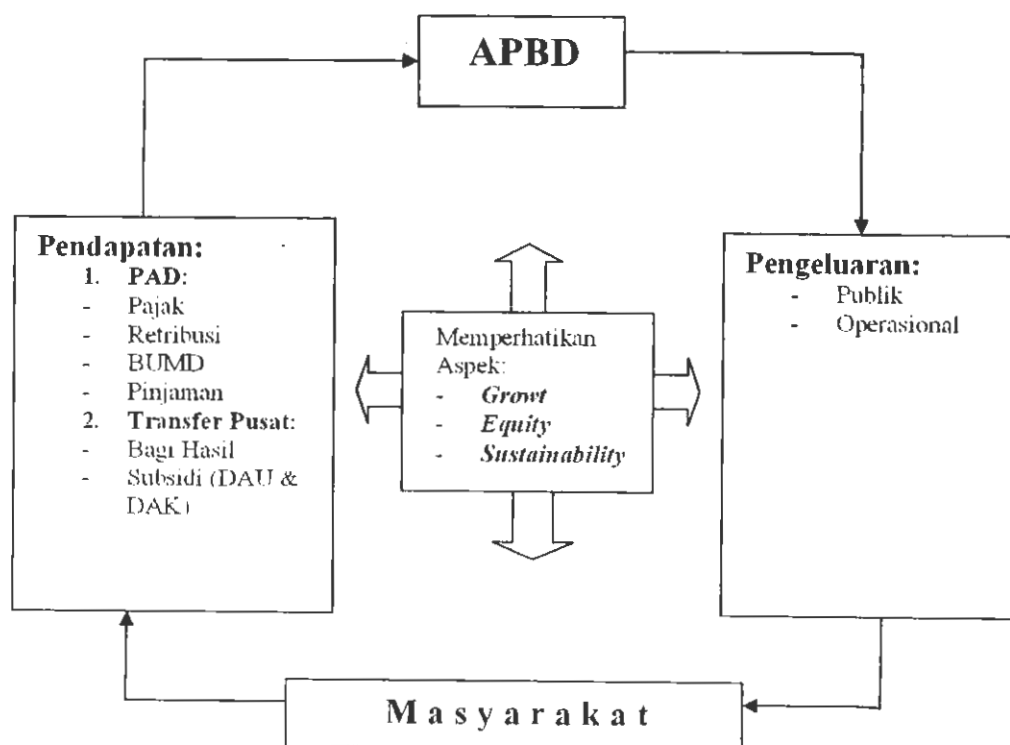 APBD
Pendapatan:
1. PAD:
- Pajak
- Retribusi
- BUMD
- Pinjaman
2. Transfer Pusat:
- Bagi Hasil
- Subsidi (DAU &
DAK)
Memperhatikan
Aspek:
- Growt
- Equity
- Sustainability
Pengeluaran:
- Publik
- Operasional
Masyarakat